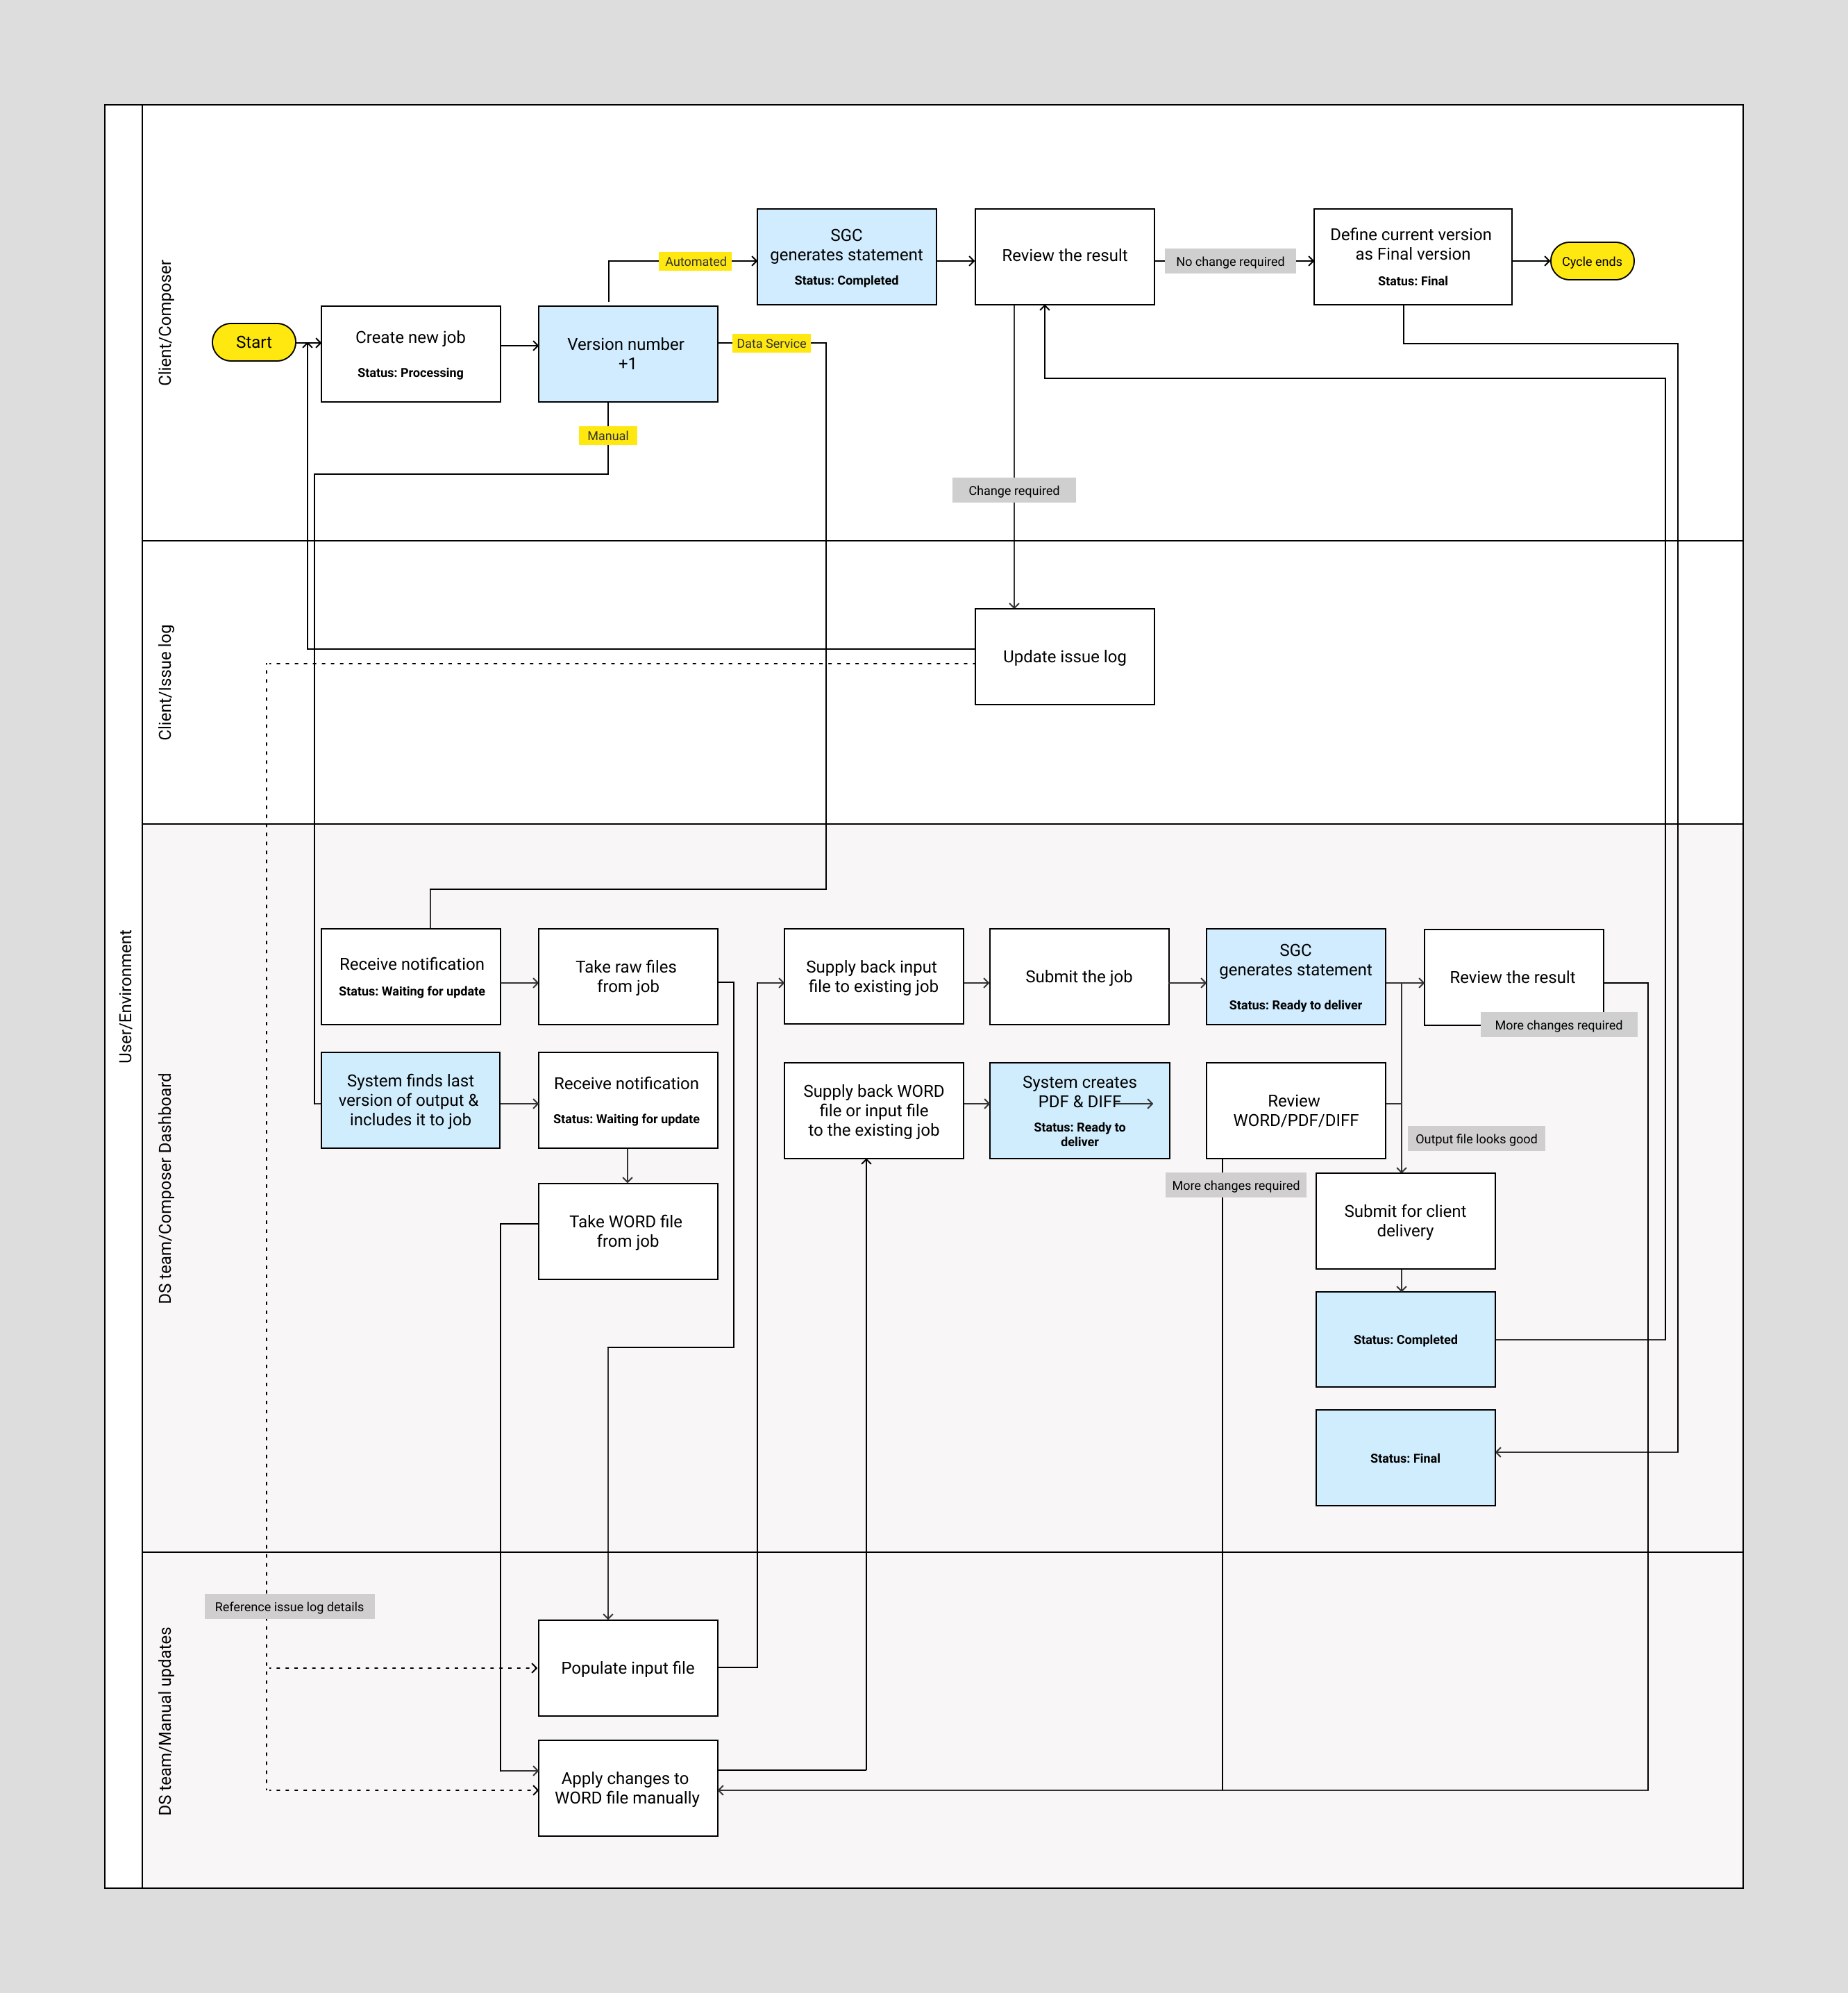 User/Environment
Client/Composer
Start
Create new job
Status: Processing
Version number
+1
Automated
Data Service
Manual
SGC
generates statement
Status: Completed
Review the result
No change required
Define current version
as Final version
Status: Final
Cycle ends
Change required
Client/Issue log
Update issue log
DS team/Composer Dashboard
Receive notification
Status: Waiting for update
Take raw files
from job
Supply back input
file to existing job
Submit the job
SGC
generates statement
Status: Ready to deliver
Review the result
More changes required
System finds last
version of output &
includes it to job
Receive notification
Status: Waiting for update
Supply back WORD
file or input file
to the existing job
System creates
PDF & DIFF
Status: Ready to
deliver
Review
WORD/PDF/DIFF
Output file looks good
More changes required
Take WORD file
from job
Submit for client
delivery
Status: Completed
Status: Final
DS team/Manual updates
Reference issue log details
Populate input file
Apply changes to
WORD file manually